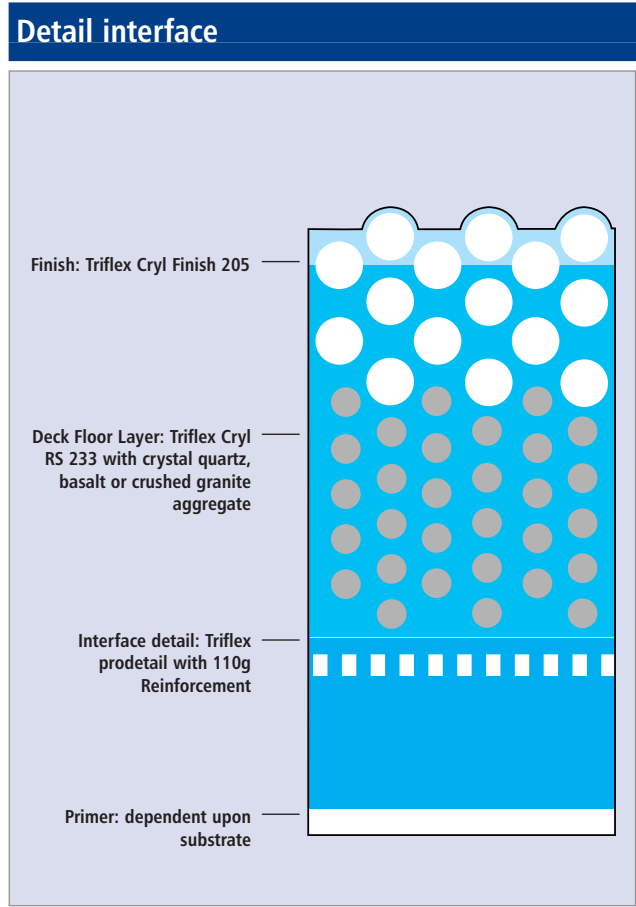 Detail interface
Finish: Triflex Cryl Finish 205
Deck Floor Layer: Triflex Cryl
RS 233 with crystal quartz,
basalt or crushed granite
aggregate
Interface detail: Triflex
prodetail with 110g
Reinforcement
Primer: dependent upon
substrate